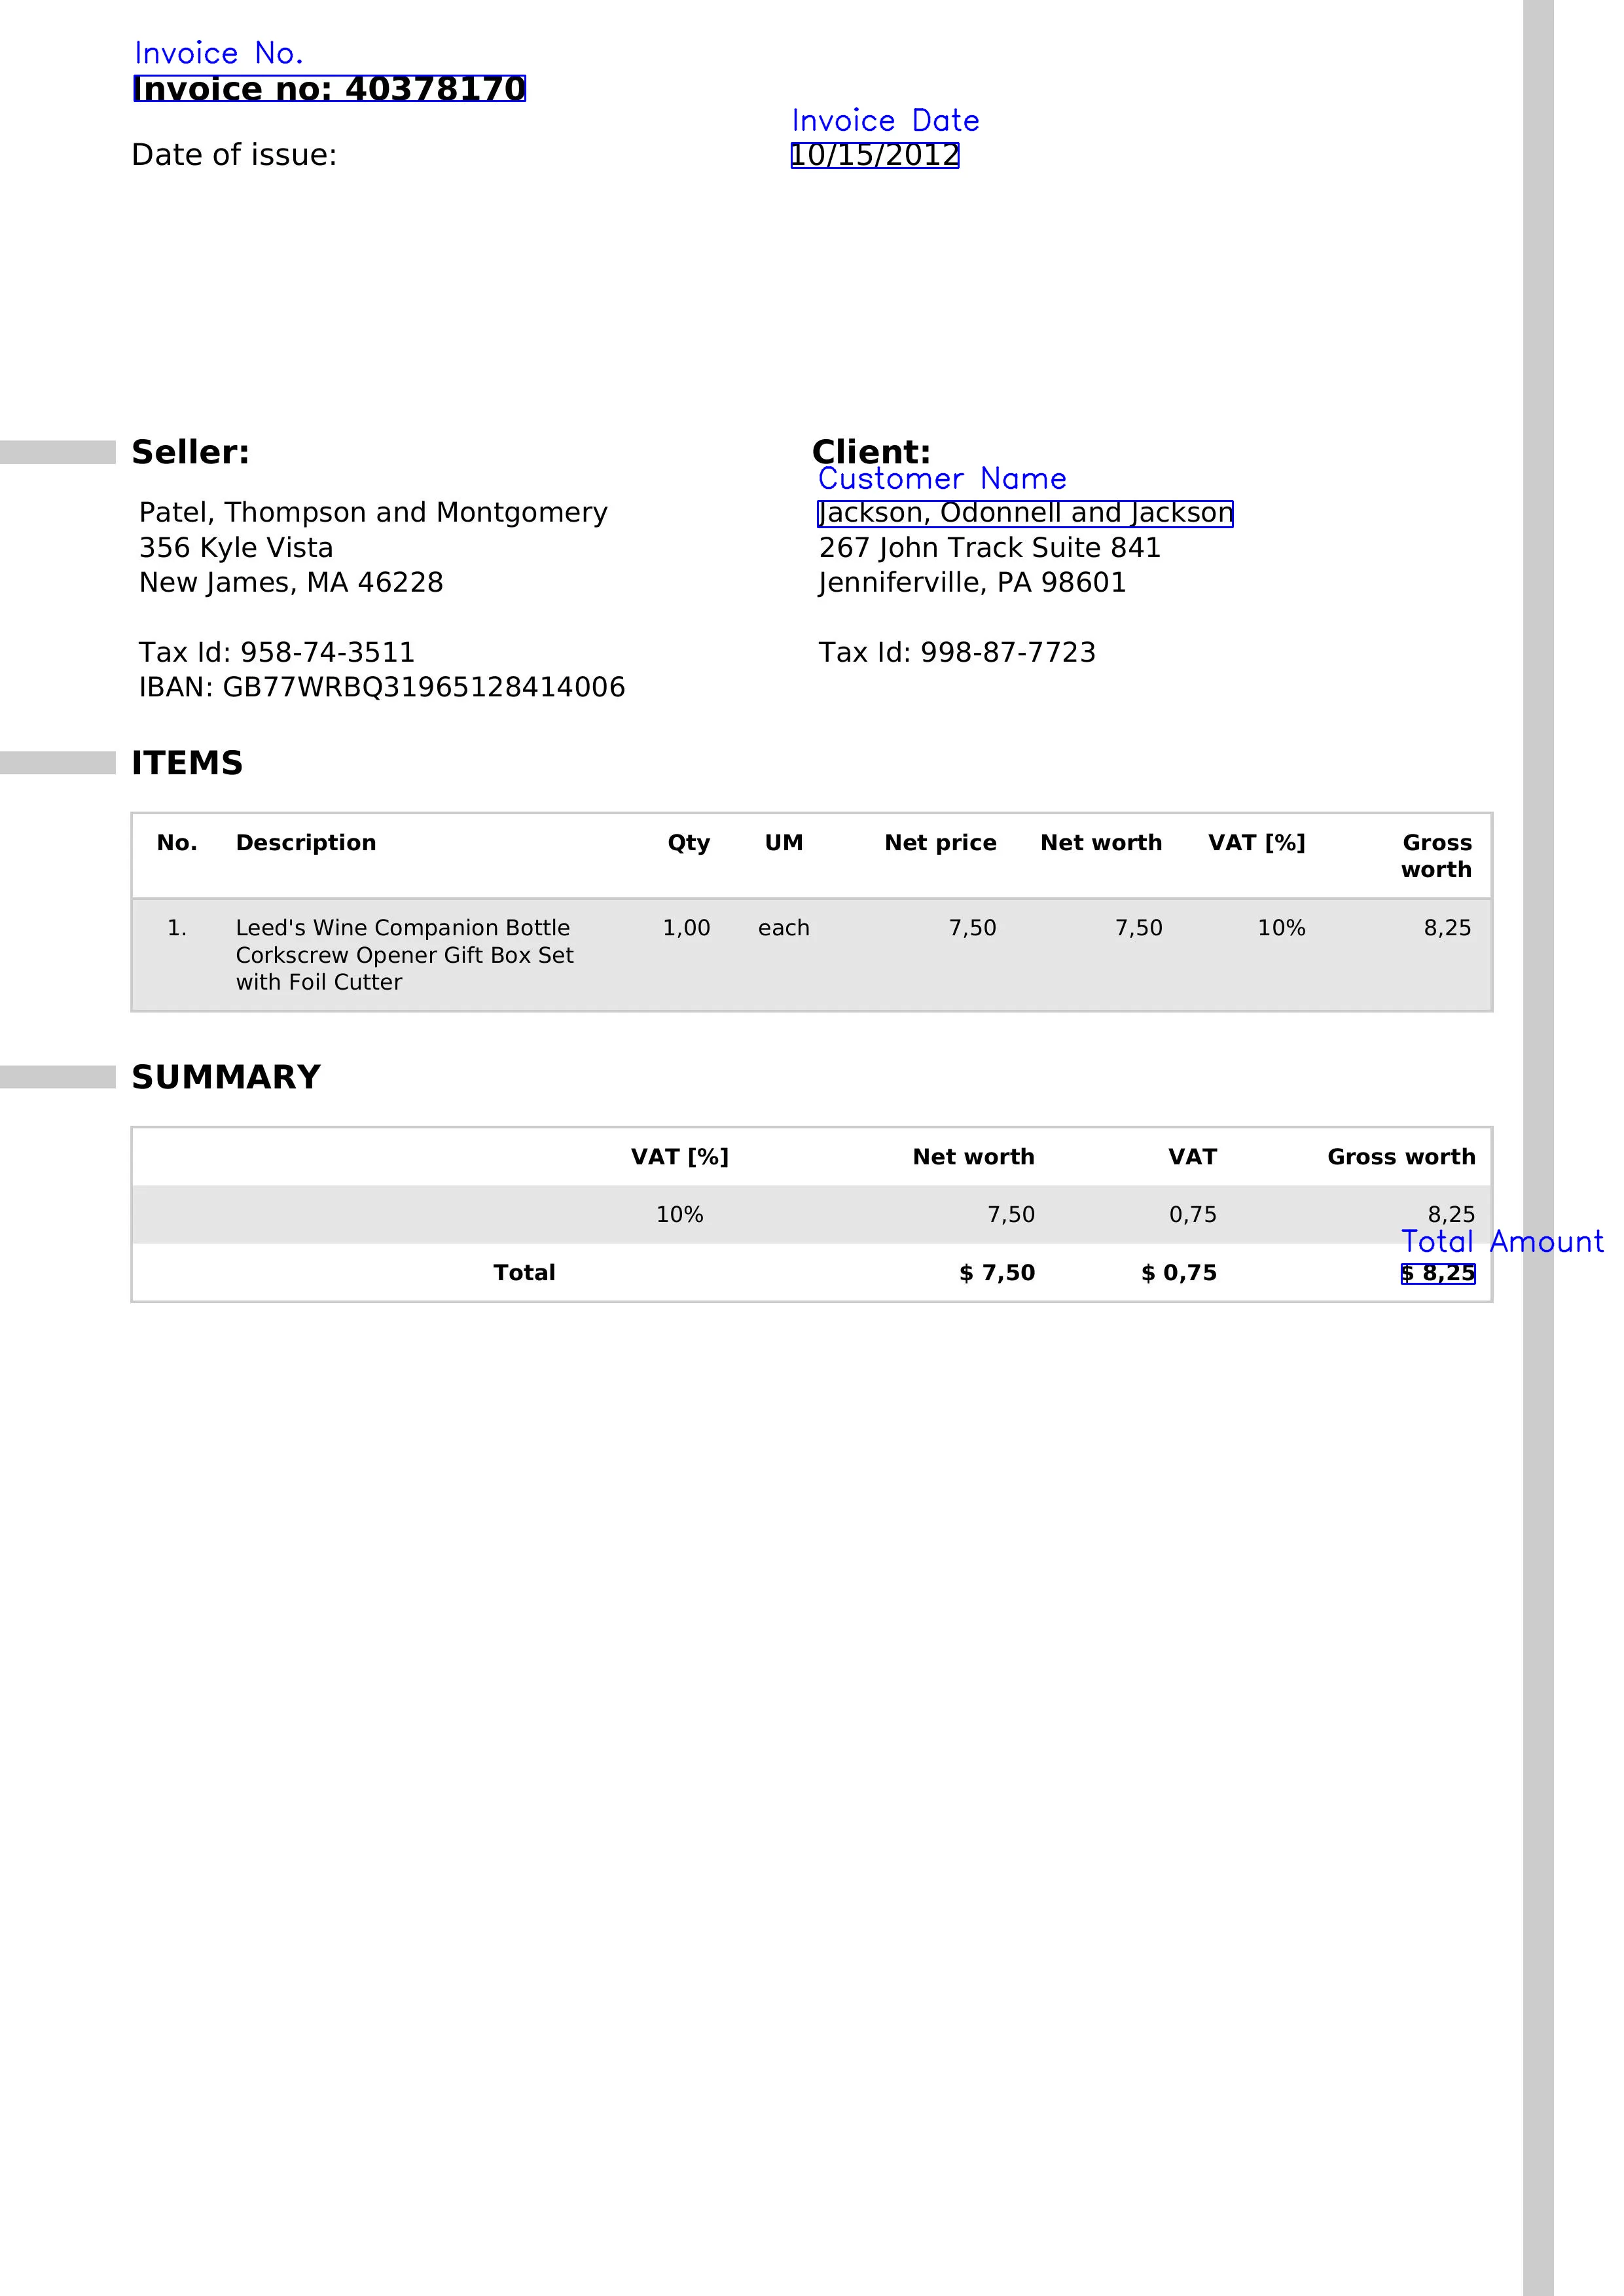 Invoice No.
Invoice no: 40378170
Invoice Date
Date of issue: 10/15/2012
Seller:
Patel, Thompson and Montgomery
356 Kyle Vista
New James, MA 46228
Tax Id: 958-74-3511
IBAN: GB77WRBQ31965128414006
Client:
Customer Name
Jackson, Odonnell and Jackson
267 John Track Suite 841
Jenniferville, PA 98601
Tax Id: 998-87-7723
ITEMS
No. Description Qty UM Net price Net worth VAT [%] Gross
worth
1. Leed's Wine Companion Bottle 1,00 each 7,50 7,50 10% 8,25
Corkscrew Opener Gift Box Set
with Foil Cutter
SUMMARY
VAT [%] Net worth VAT Gross worth
10% 7,50 0,75 8,25
Total Amount
Total $ 7,50 $ 0,75 $ 8,25